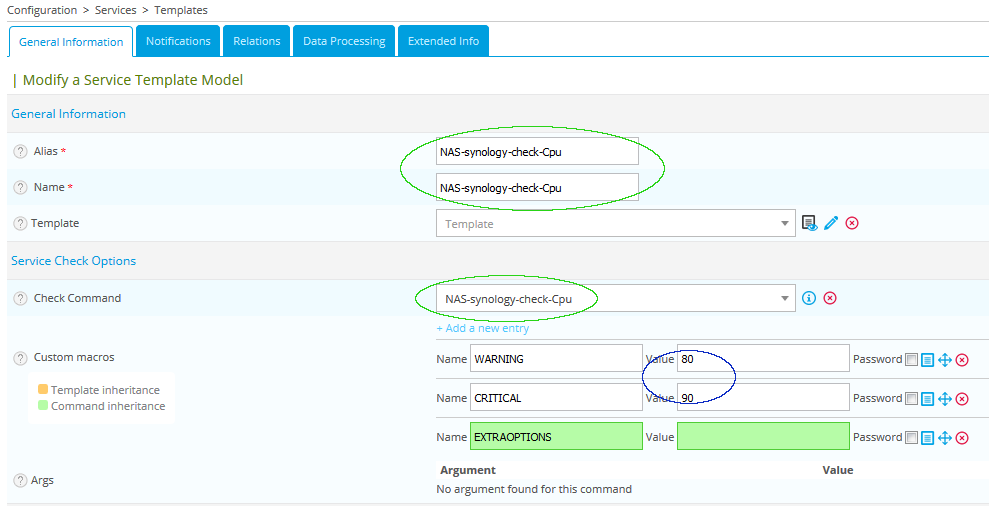 Configuration > Services > Templates
General Information Notifications Relations Data Processing Extended Info
| Modify a Service Template Model
General Information
? Alias * NAS-synology-check-Cpu
? Name * NAS-synology-check-Cpu
? Template Template
Service Check Options
? Check Command NAS-synology-check-Cpu
+ Add a new entry
? Custom macros Name WARNING Value 80 Password
Template inheritance
Command inheritance
Name CRITICAL Value 90 Password
Name EXTRAOPTIONS Value Password
? Args Argument Value
No argument found for this command